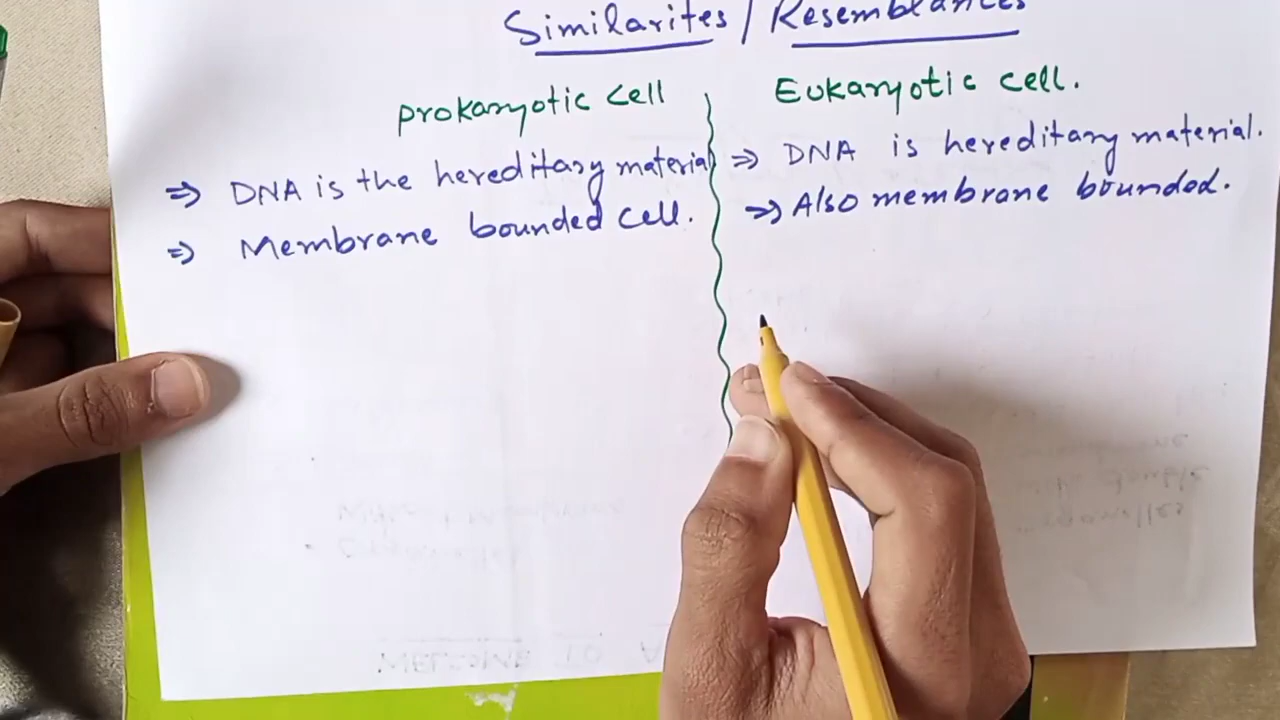 Similarites / Resemblances
Prokaryotic Cell
Eukaryotic cell.
⇒ DNA is the hereditary material
⇒ Membrane bounded Cell.
⇒ DNA is hereditary material.
⇒ Also membrane bounded.